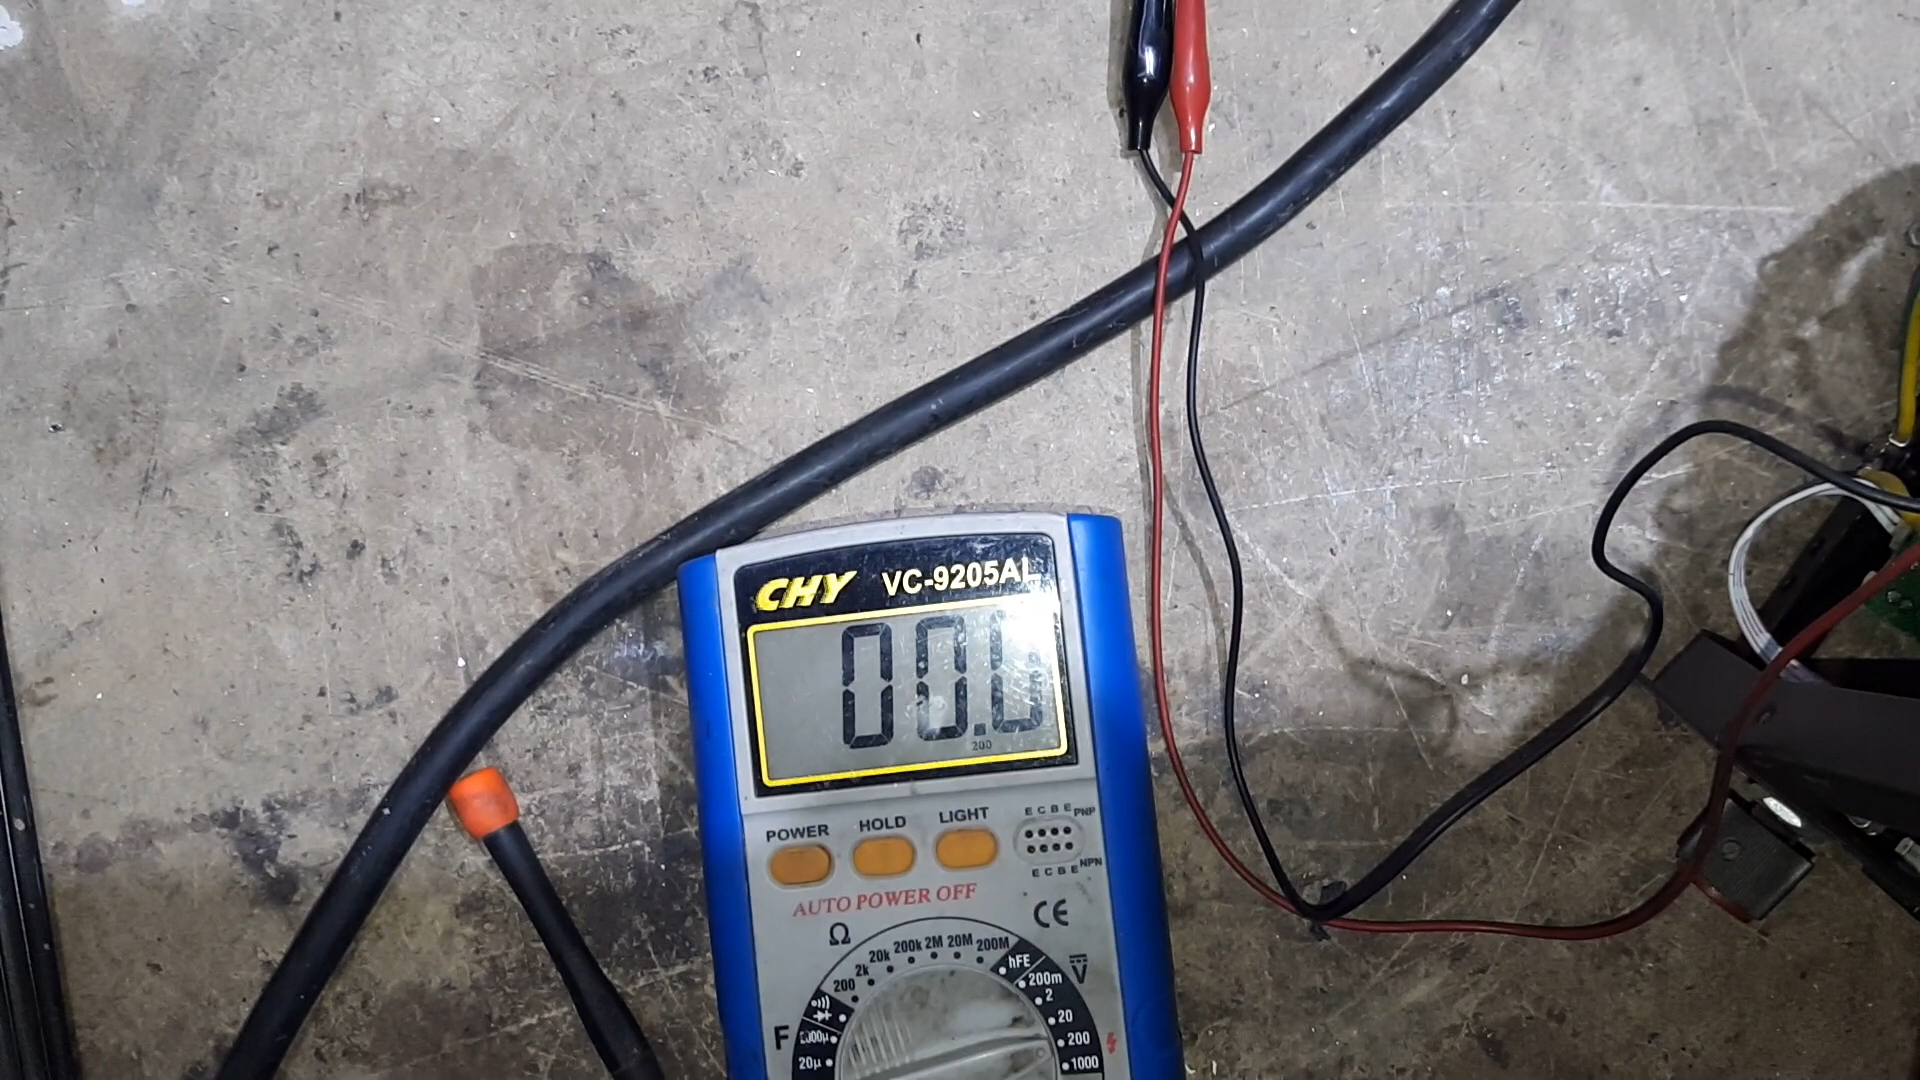 CHY VC-9205AL
00.0
200
POWER HOLD LIGHT
E C B E PNP
E C B E NPN
AUTO POWER OFF
CE
Ω
200 2k 20k 200k 2M 20M 200M hFE
V
200m
2
20
200
1000
F
2000µ
20µ